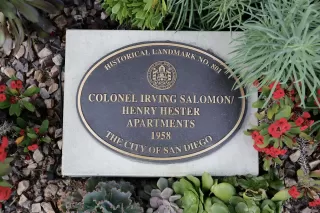 HISTORICAL LANDMARK NO. 801
COLONEL IRVING SALOMON/
HENRY HESTER
APARTMENTS
1958
THE CITY OF SAN DIEGO